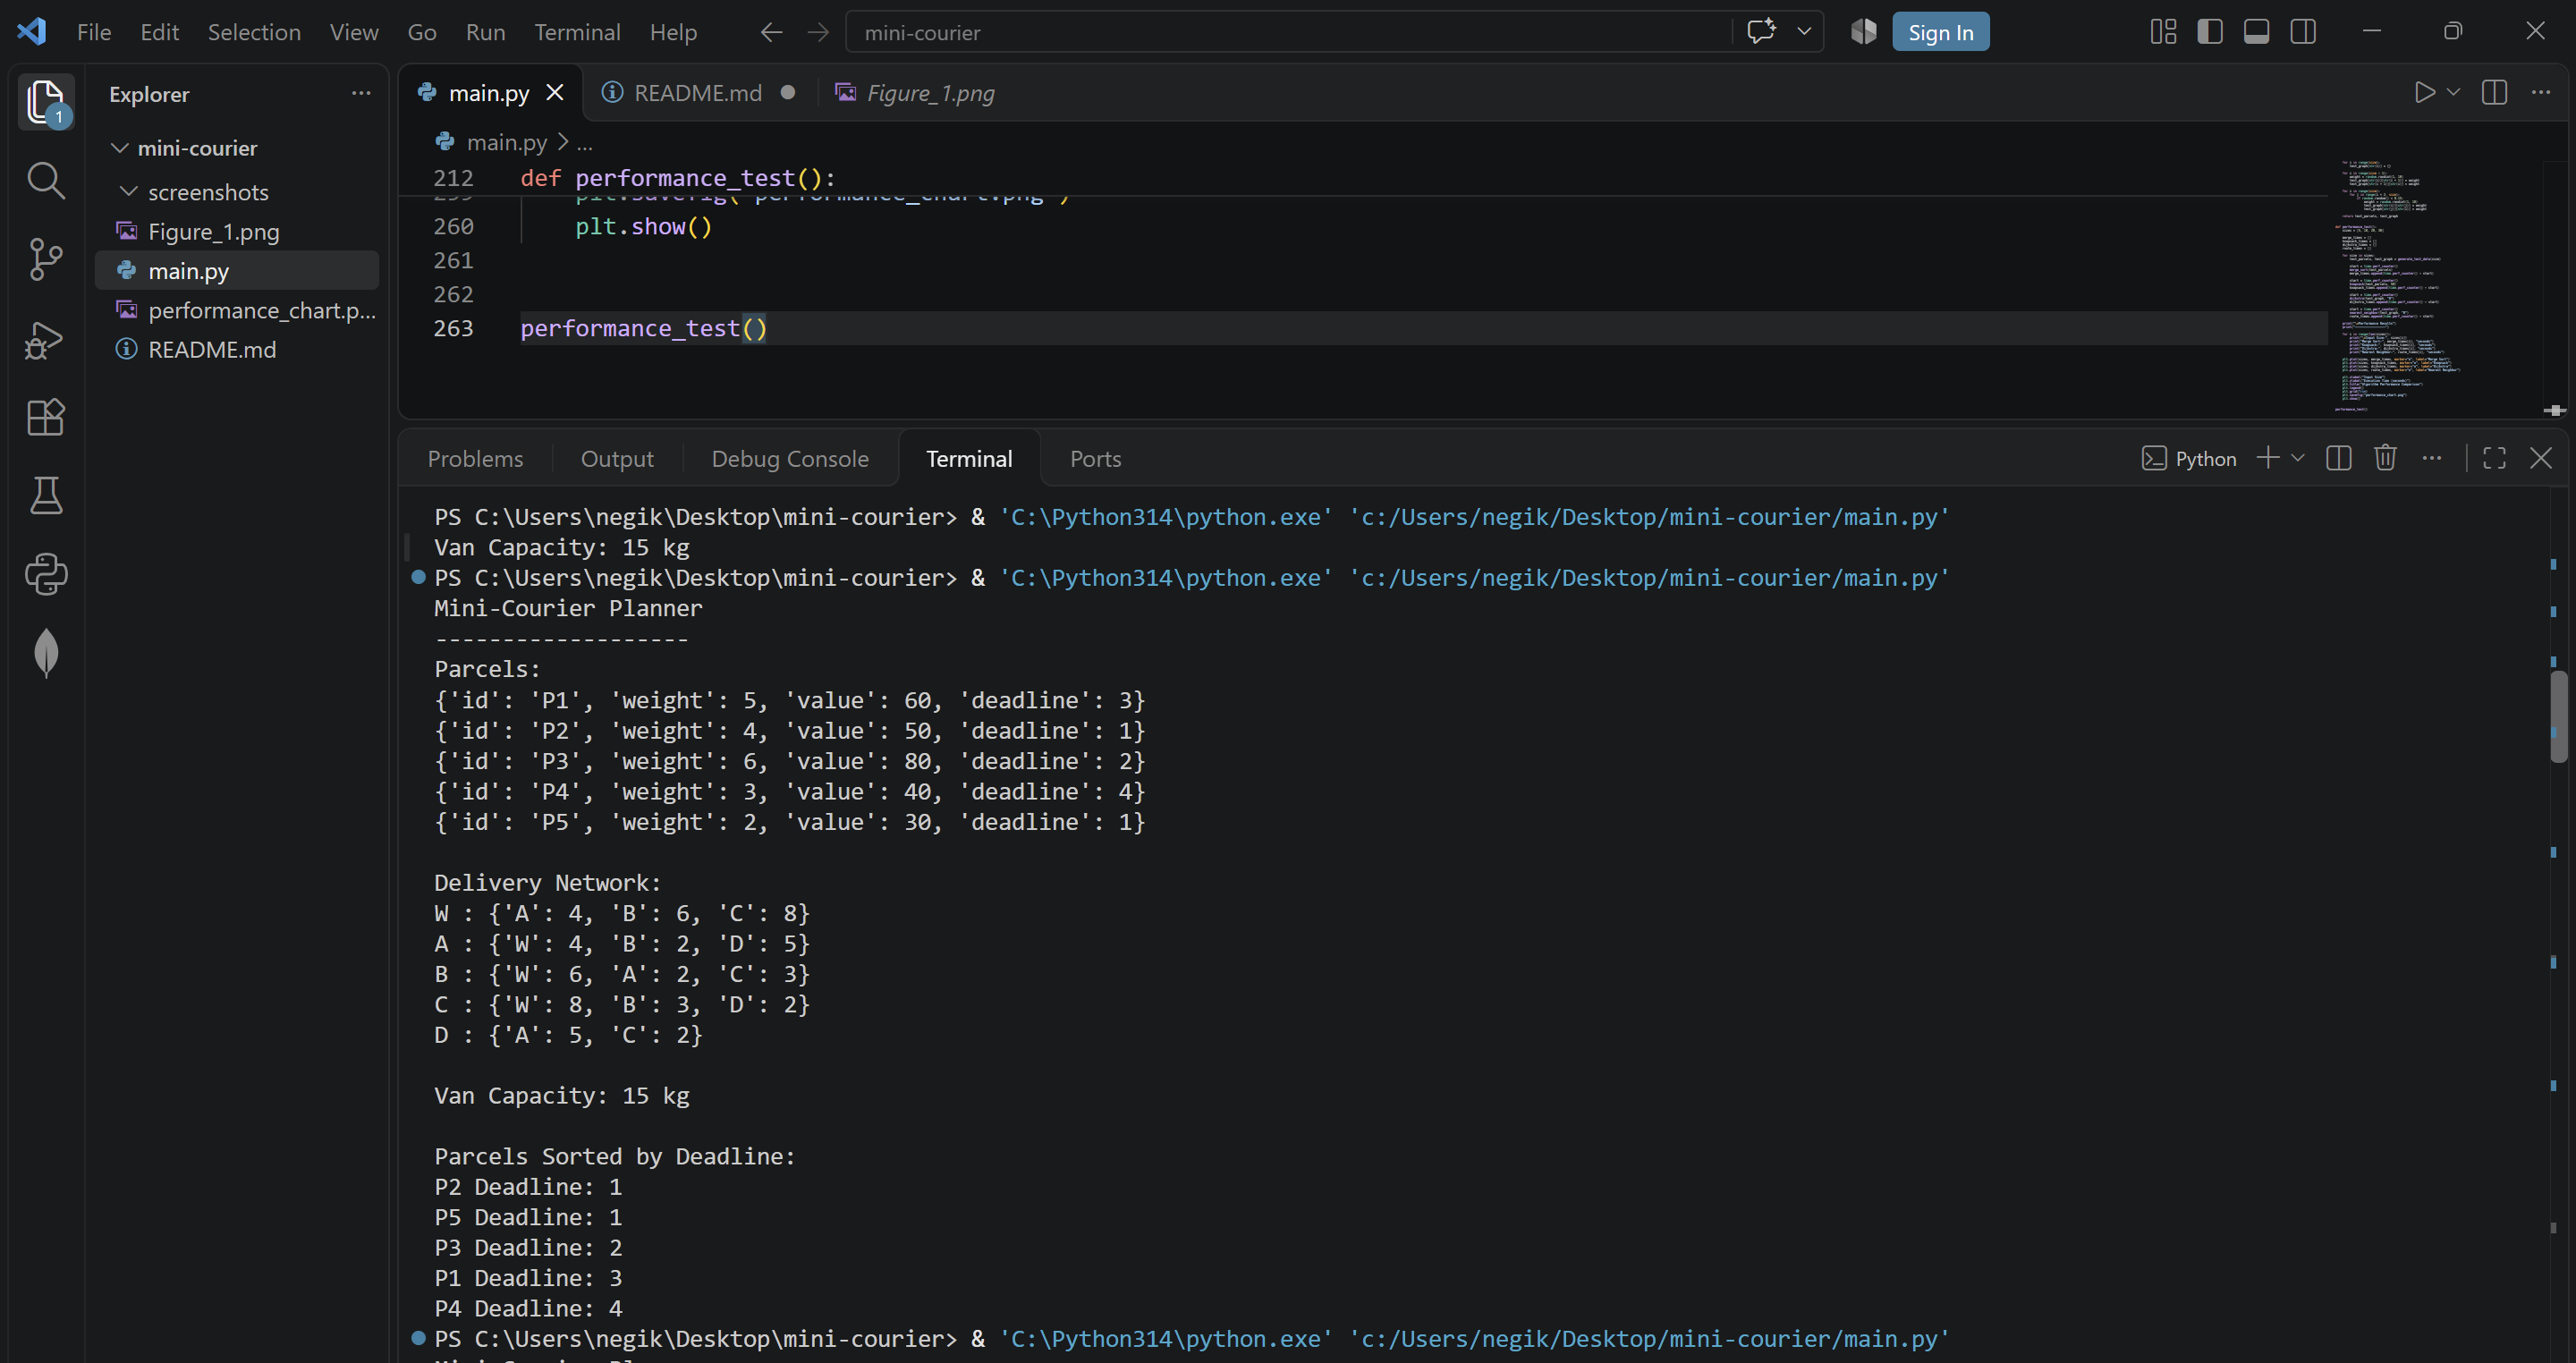 File Edit Selection View Go Run Terminal Help mini-courier Sign In
Explorer
1
mini-courier
screenshots
Figure_1.png
main.py
performance_chart.p...
README.md
main.py README.md Figure_1.png
main.py > ...
212 def performance_test():
260 plt.show()
261
262
263 performance_test()
Problems Output Debug Console Terminal Ports Python
PS C:\Users\negik\Desktop\mini-courier> & 'C:\Python314\python.exe' 'c:/Users/negik/Desktop/mini-courier/main.py'
Van Capacity: 15 kg
PS C:\Users\negik\Desktop\mini-courier> & 'C:\Python314\python.exe' 'c:/Users/negik/Desktop/mini-courier/main.py'
Mini-Courier Planner
-------------------
Parcels:
{'id': 'P1', 'weight': 5, 'value': 60, 'deadline': 3}
{'id': 'P2', 'weight': 4, 'value': 50, 'deadline': 1}
{'id': 'P3', 'weight': 6, 'value': 80, 'deadline': 2}
{'id': 'P4', 'weight': 3, 'value': 40, 'deadline': 4}
{'id': 'P5', 'weight': 2, 'value': 30, 'deadline': 1}
Delivery Network:
W : {'A': 4, 'B': 6, 'C': 8}
A : {'W': 4, 'B': 2, 'D': 5}
B : {'W': 6, 'A': 2, 'C': 3}
C : {'W': 8, 'B': 3, 'D': 2}
D : {'A': 5, 'C': 2}
Van Capacity: 15 kg
Parcels Sorted by Deadline:
P2 Deadline: 1
P5 Deadline: 1
P3 Deadline: 2
P1 Deadline: 3
P4 Deadline: 4
PS C:\Users\negik\Desktop\mini-courier> & 'C:\Python314\python.exe' 'c:/Users/negik/Desktop/mini-courier/main.py'